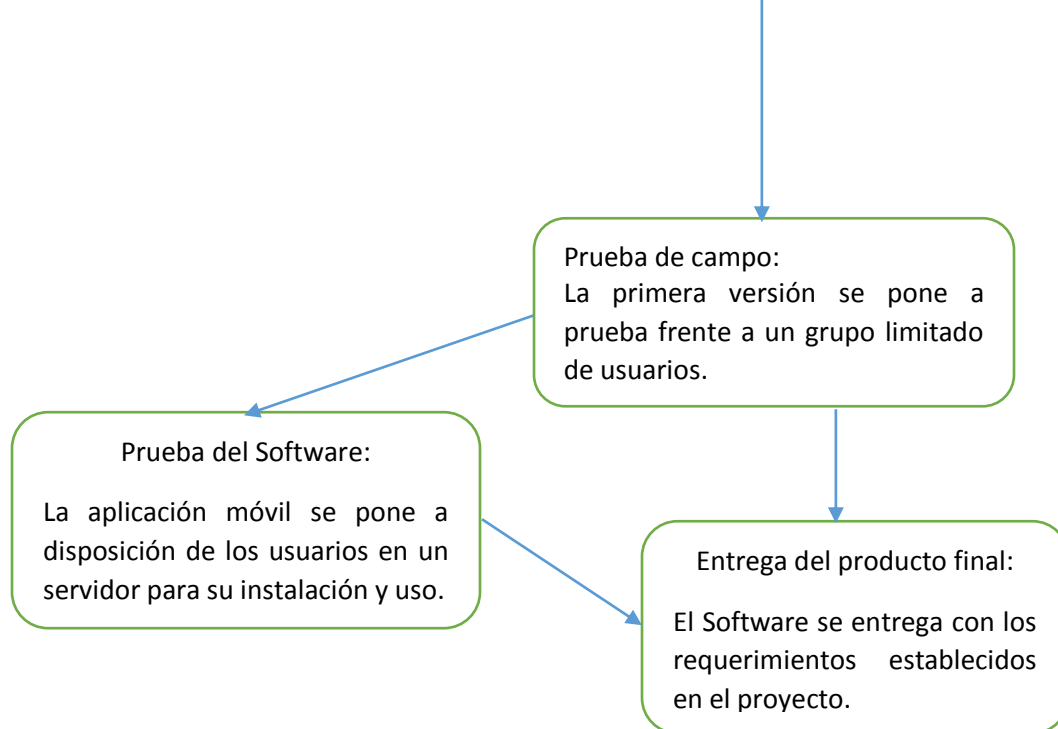 Prueba de campo:
La primera versión se pone a
prueba frente a un grupo limitado
de usuarios.
Prueba del Software:
La aplicación móvil se pone a
disposición de los usuarios en un
servidor para su instalación y uso.
Entrega del producto final:
El Software se entrega con los
requerimientos establecidos
en el proyecto.